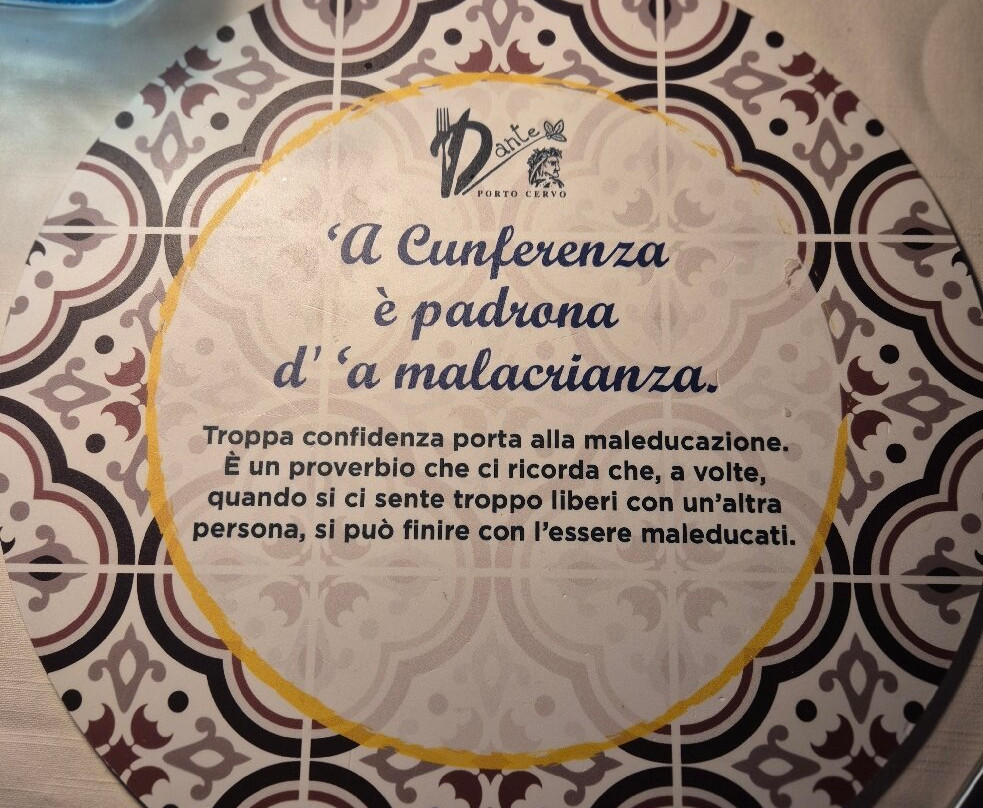 Dante
PORTO CERVO
‘A Cunferenza
è padrona
d' ‘a malacrianza.
Troppa confidenza porta alla maleducazione.
È un proverbio che ci ricorda che, a volte,
quando si ci sente troppo liberi con un’altra
persona, si può finire con l’essere maleducati.